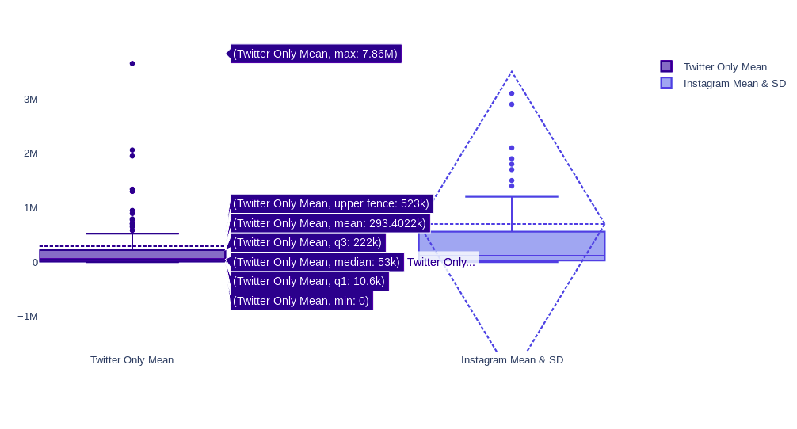 (Twitter Only Mean, max: 7.86M)
Twitter Only Mean
Instagram Mean & SD
3M
2M
1M
0
−1M
(Twitter Only Mean, upper fence: 523k)
(Twitter Only Mean, mean: 293.4022k)
(Twitter Only Mean, q3: 222k)
(Twitter Only Mean, median: 53k) Twitter Only...
(Twitter Only Mean, q1: 10.6k)
(Twitter Only Mean, min: 0)
Twitter Only Mean
Instagram Mean & SD